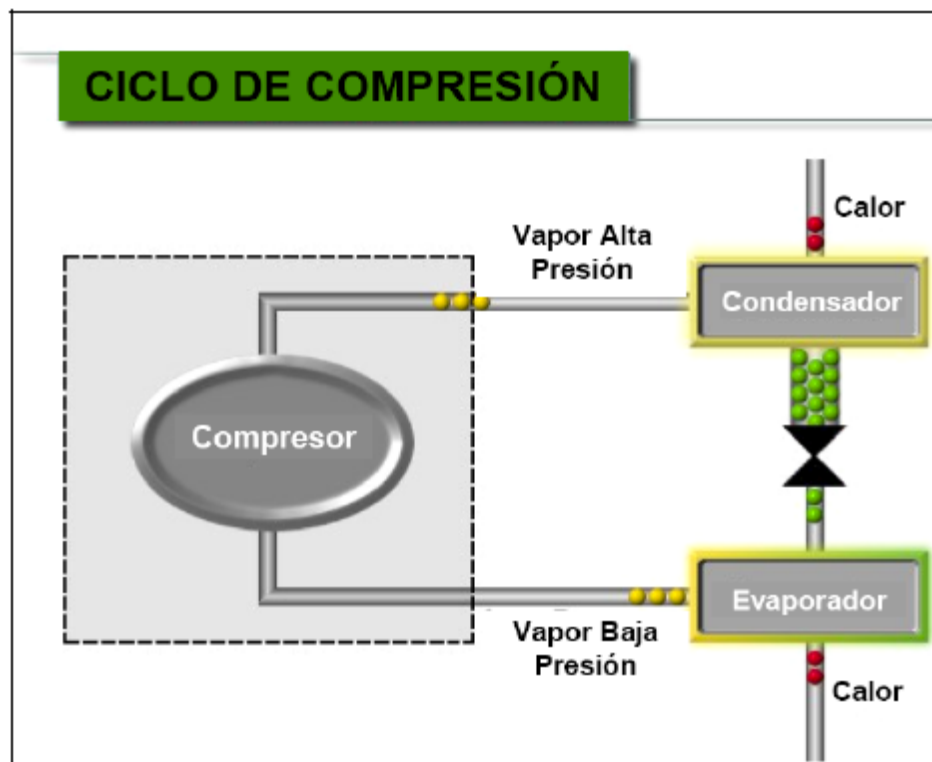 CICLO DE COMPRESIÓN
Calor
Vapor Alta
Presión
Condensador
Compresor
Evaporador
Vapor Baja
Presión
Calor